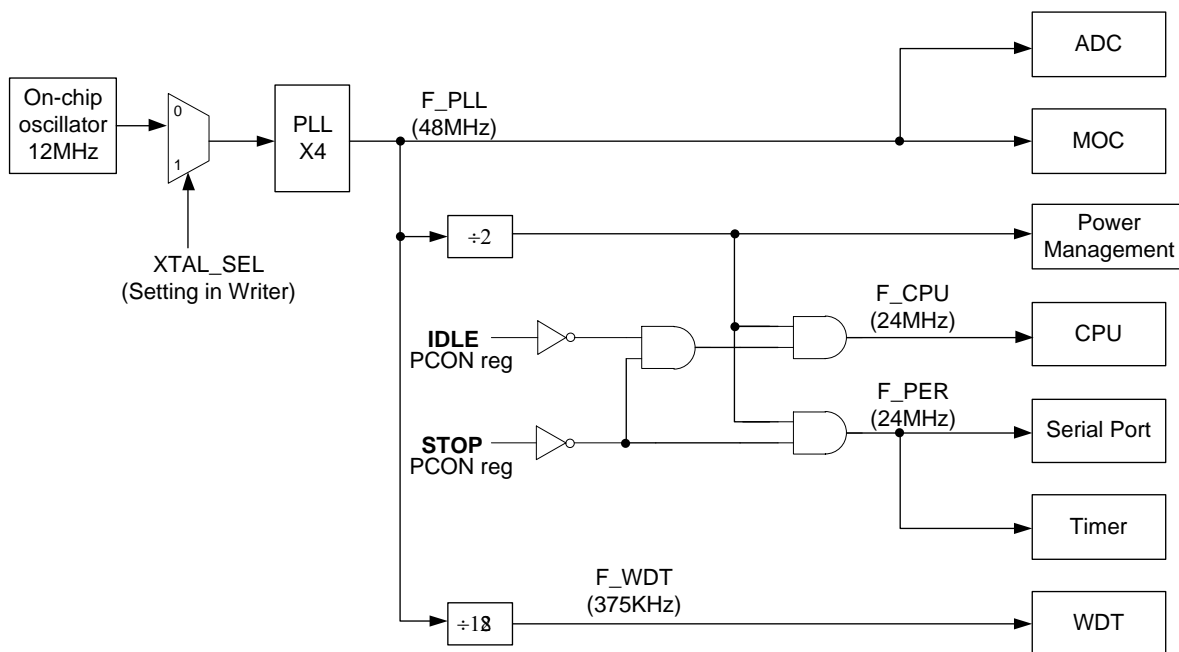 On-chip
oscillator
12MHz
0
1
XTAL_SEL
(Setting in Writer)
PLL
X4
F_PLL
(48MHz)
ADC
MOC
÷2
Power
Management
IDLE
PCON reg
F_CPU
(24MHz)
CPU
STOP
PCON reg
F_PER
(24MHz)
Serial Port
Timer
F_WDT
(375KHz)
WDT